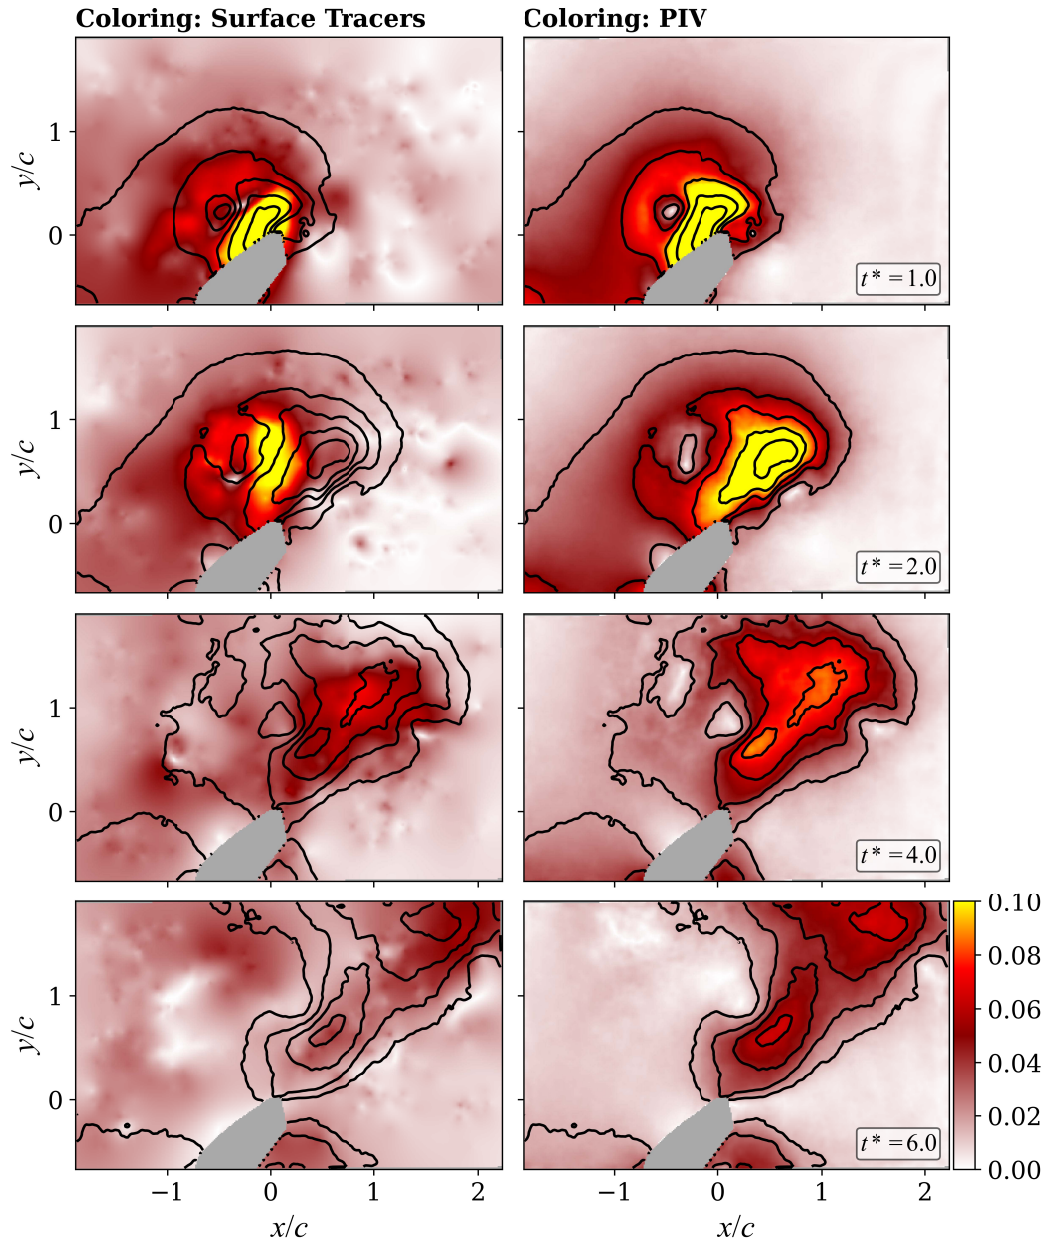 Coloring: Surface Tracers
Coloring: PIV
y/c
1
0
t* = 1.0
y/c
1
0
t* = 2.0
y/c
1
0
t* = 4.0
y/c
1
0
t* = 6.0
0.10
0.08
0.06
0.04
0.02
0.00
−1 0 1 2
−1 0 1 2
x/c
x/c